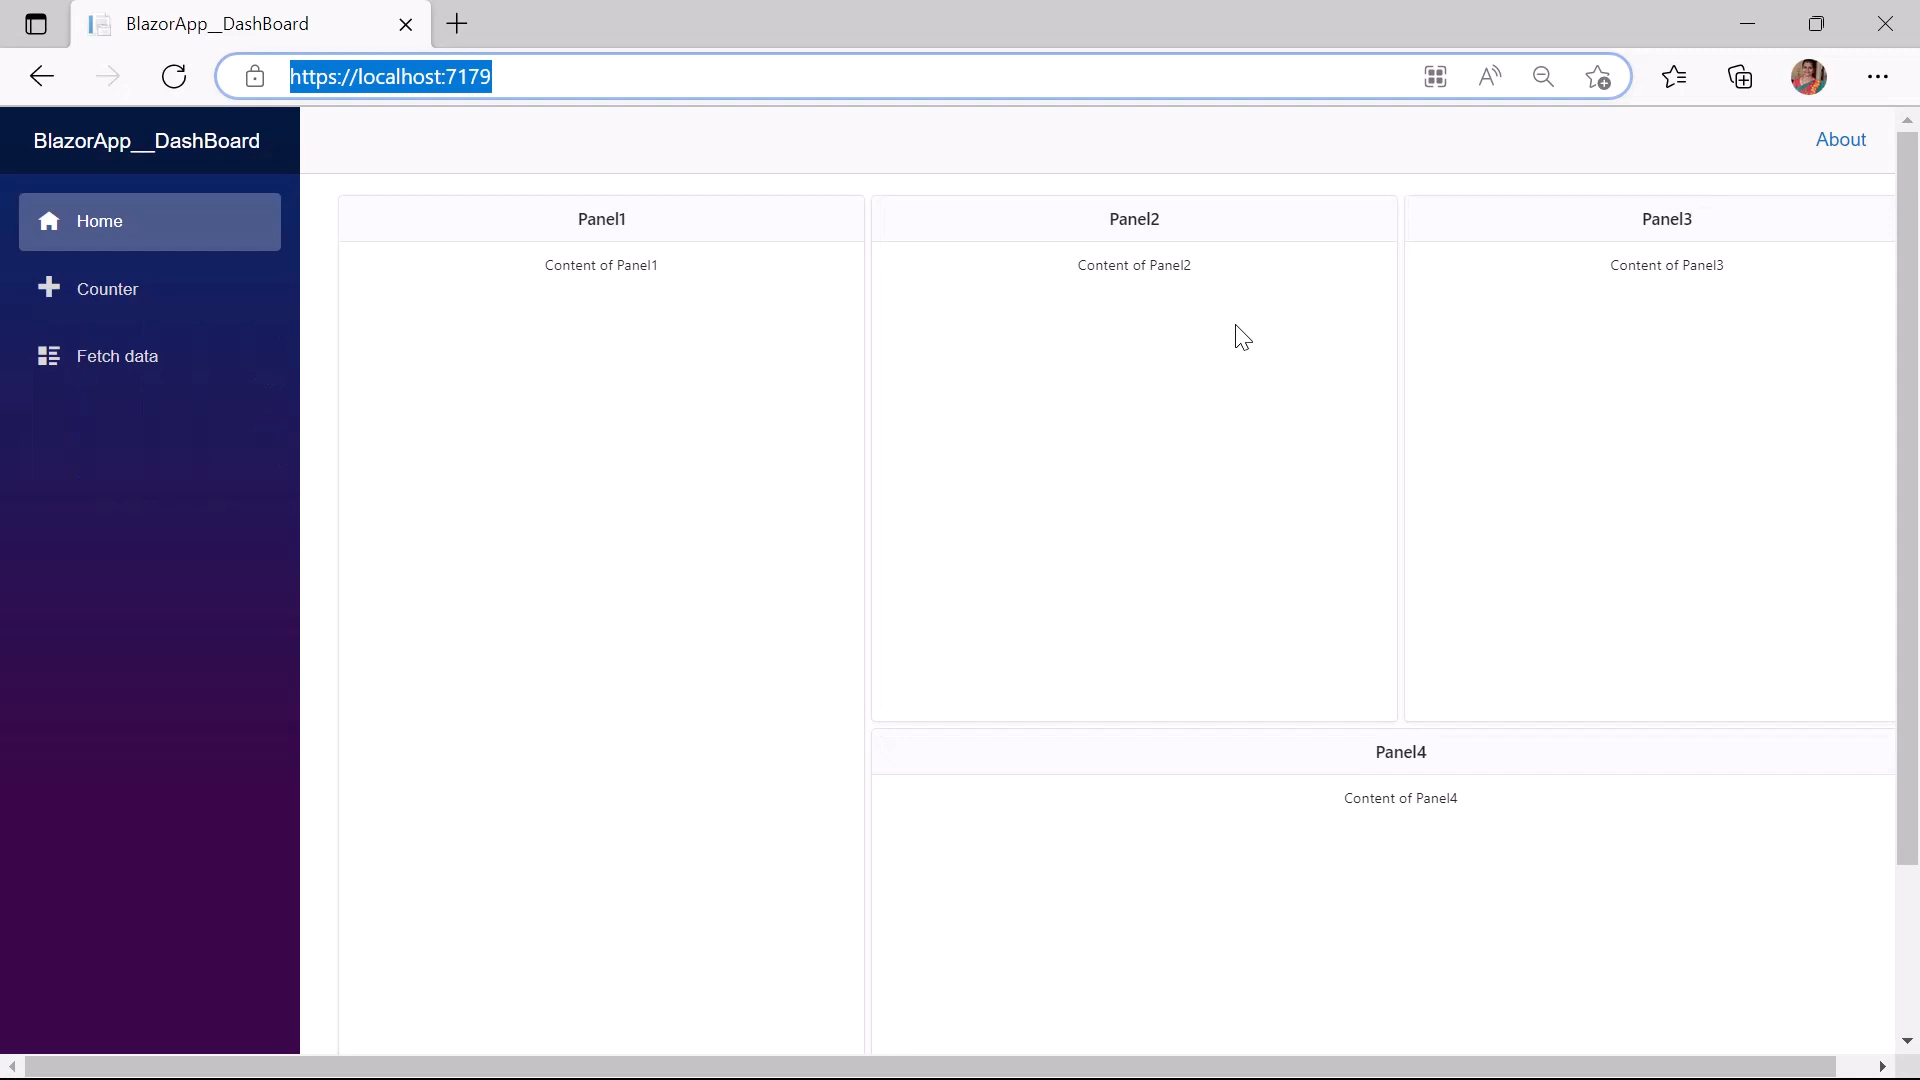 BlazorApp__DashBoard
https://localhost:7179
BlazorApp__DashBoard
About
Home
Counter
Fetch data
Panel1
Content of Panel1
Panel2
Content of Panel2
Panel3
Content of Panel3
Panel4
Content of Panel4